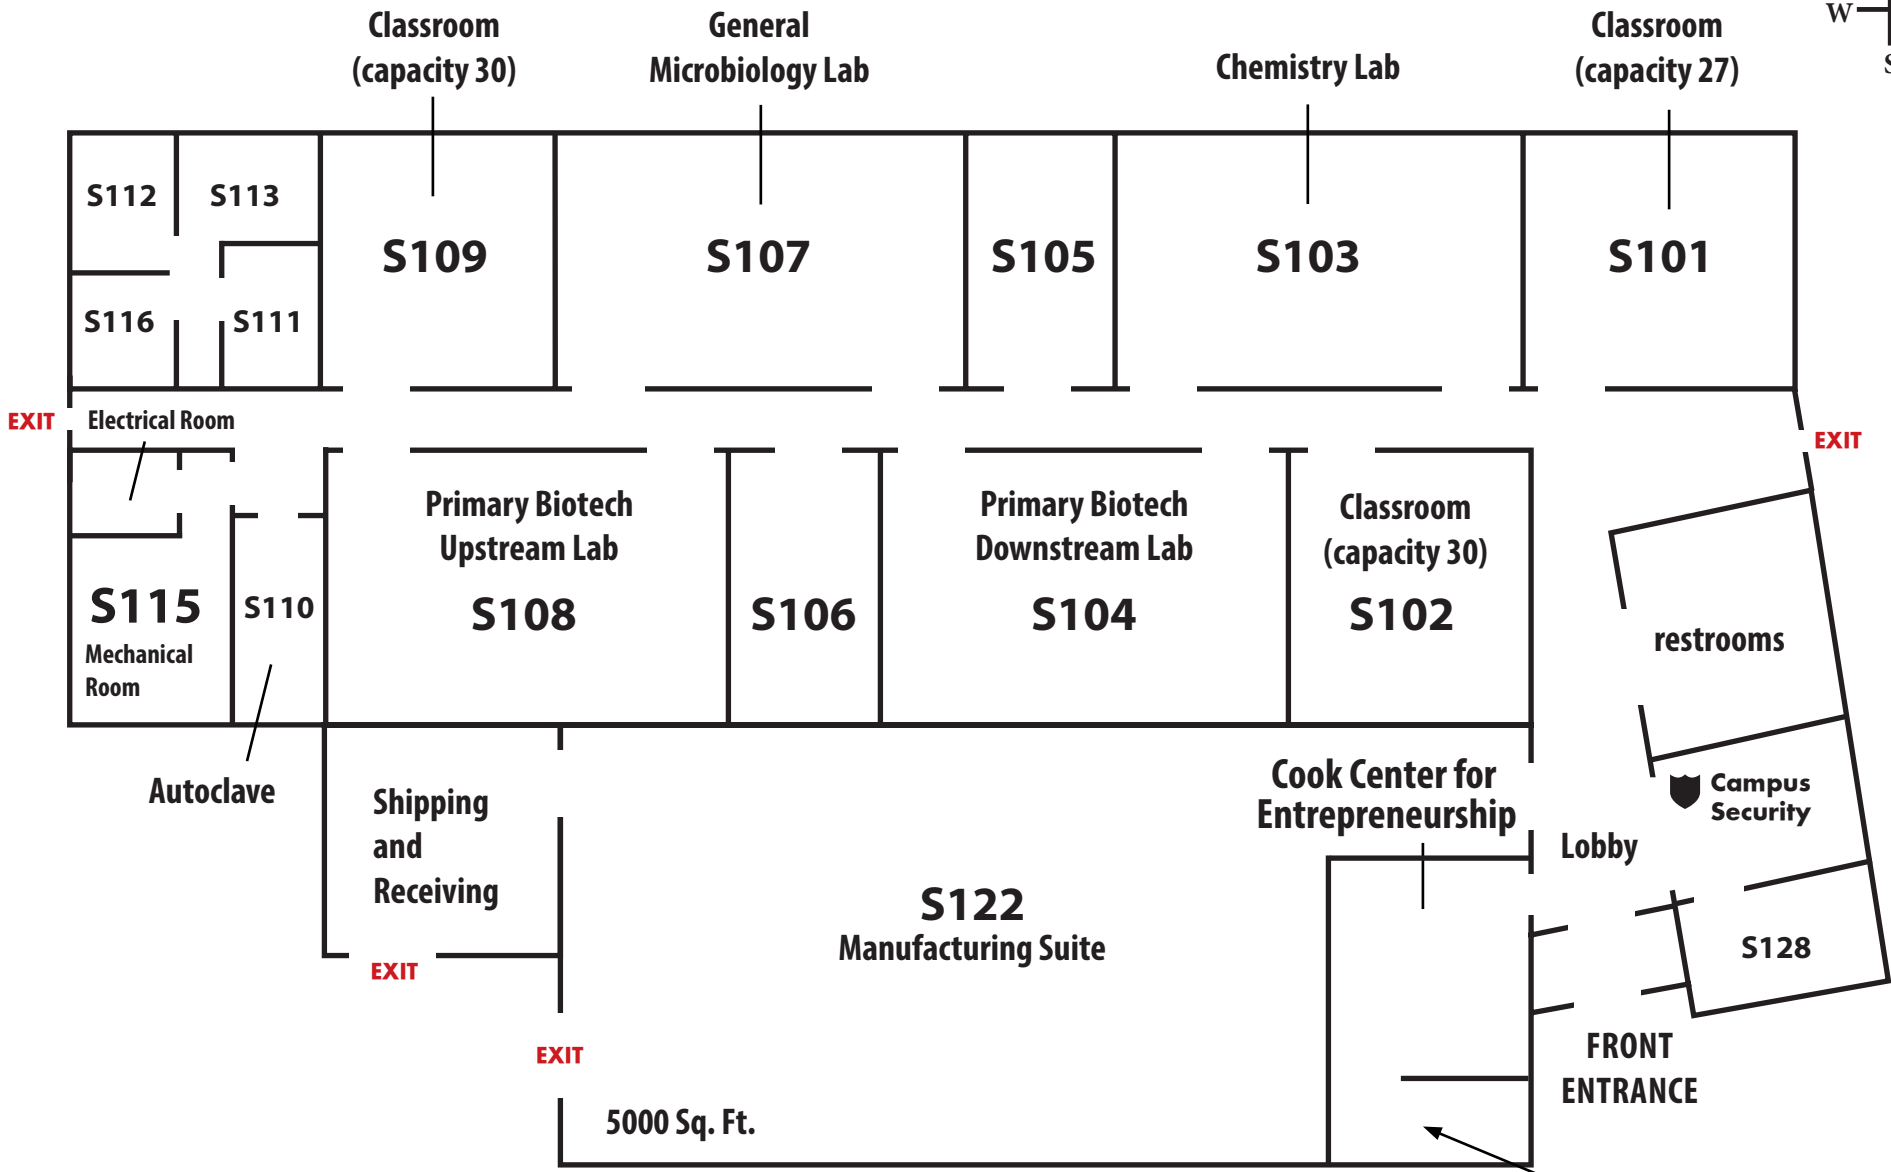 Classroom
(capacity 30)
General
Microbiology Lab
Chemistry Lab
Classroom
(capacity 27)
W
S
S112
S113
S109
S107
S105
S103
S101
S116
S111
EXIT
Electrical Room
EXIT
Primary Biotech
Upstream Lab
S108
Primary Biotech
Downstream Lab
S104
Classroom
(capacity 30)
S102
S115
Mechanical
Room
S110
S106
restrooms
Autoclave
Shipping
and
Receiving
Cook Center for
Entrepreneurship
Campus
Security
Lobby
S122
Manufacturing Suite
S128
EXIT
EXIT
FRONT
ENTRANCE
5000 Sq. Ft.